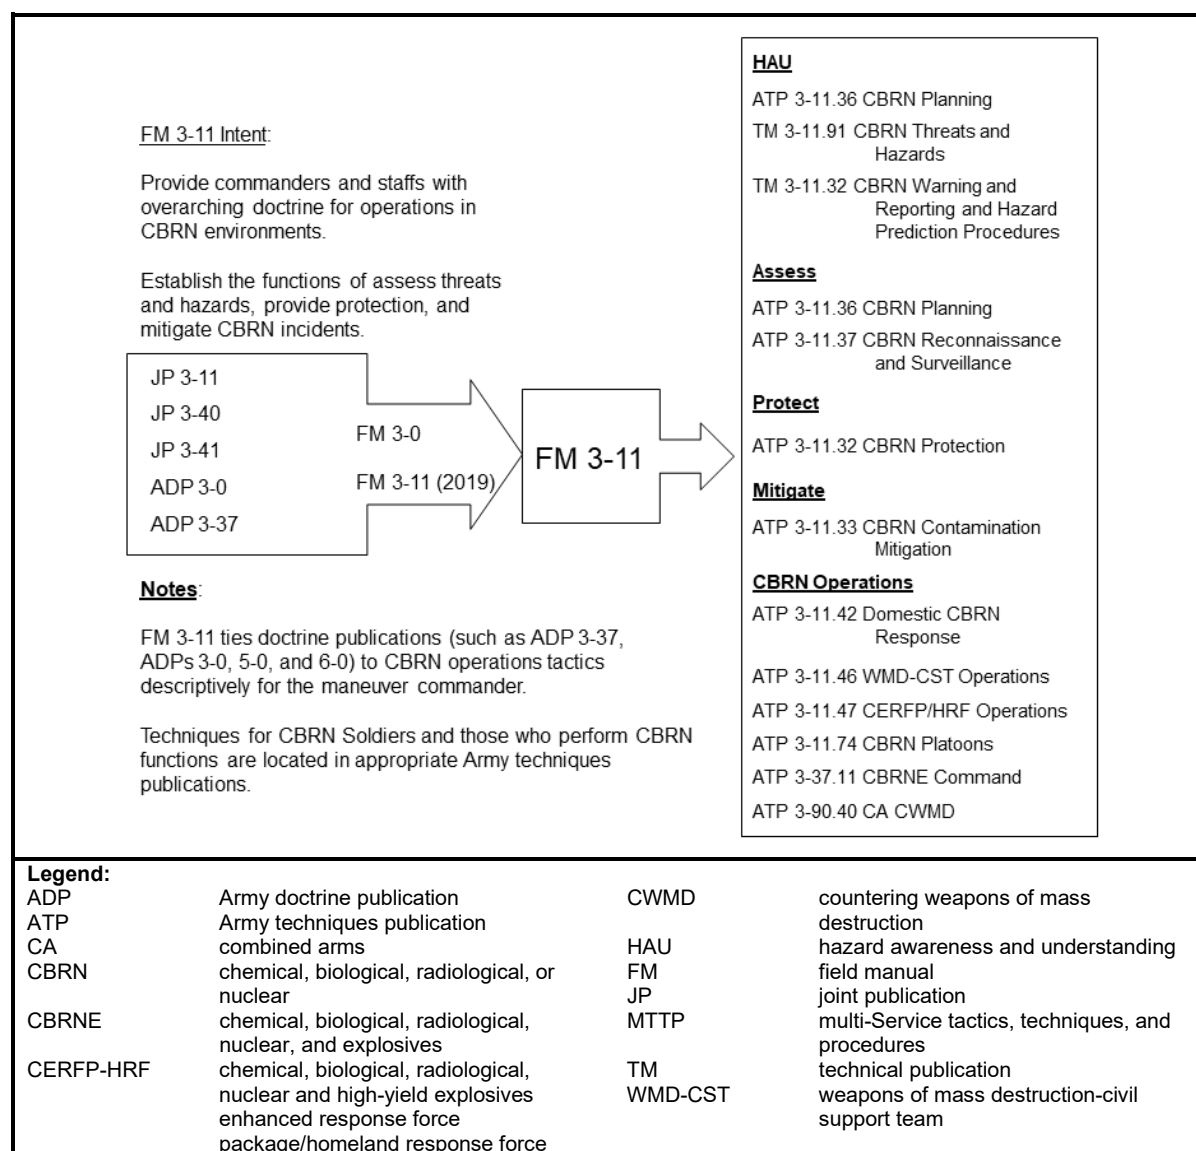 FM 3-11 Intent:
Provide commanders and staffs with
overarching doctrine for operations in
CBRN environments.
Establish the functions of assess threats
and hazards, provide protection, and
mitigate CBRN incidents.
JP 3-11
JP 3-40
JP 3-41
ADP 3-0
ADP 3-37
FM 3-0
FM 3-11 (2019)
FM 3-11
Notes:
FM 3-11 ties doctrine publications (such as ADP 3-37,
ADPs 3-0, 5-0, and 6-0) to CBRN operations tactics
descriptively for the maneuver commander.
Techniques for CBRN Soldiers and those who perform CBRN
functions are located in appropriate Army techniques
publications.
HAU
ATP 3-11.36 CBRN Planning
TM 3-11.91 CBRN Threats and
Hazards
TM 3-11.32 CBRN Warning and
Reporting and Hazard
Prediction Procedures
Assess
ATP 3-11.36 CBRN Planning
ATP 3-11.37 CBRN Reconnaissance
and Surveillance
Protect
ATP 3-11.32 CBRN Protection
Mitigate
ATP 3-11.33 CBRN Contamination
Mitigation
CBRN Operations
ATP 3-11.42 Domestic CBRN
Response
ATP 3-11.46 WMD-CST Operations
ATP 3-11.47 CERFP/HRF Operations
ATP 3-11.74 CBRN Platoons
ATP 3-37.11 CBRNE Command
ATP 3-90.40 CA CWMD
Legend:
ADP Army doctrine publication
ATP Army techniques publication
CA combined arms
CBRN chemical, biological, radiological, or
nuclear
CBRNE chemical, biological, radiological,
nuclear, and explosives
CERFP-HRF chemical, biological, radiological,
nuclear and high-yield explosives
enhanced response force
package/homeland response force
CWMD countering weapons of mass
destruction
HAU hazard awareness and understanding
FM field manual
JP joint publication
MTTP multi-Service tactics, techniques, and
procedures
TM technical publication
WMD-CST weapons of mass destruction-civil
support team